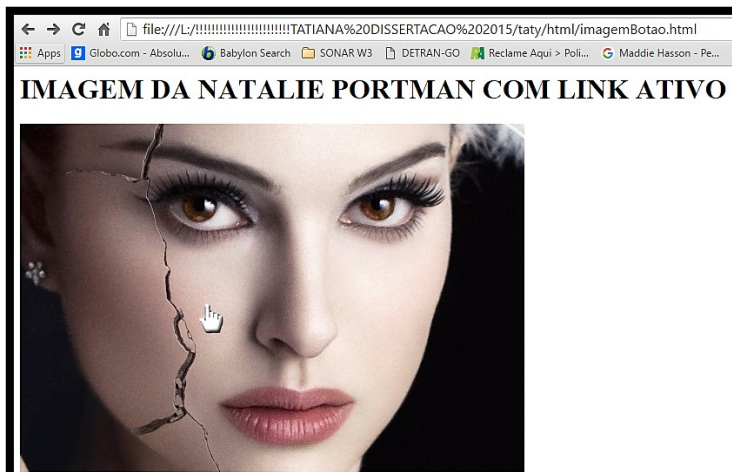 file:///L:/!!!!!!!!!!!!!!!!!!!!!!!!TATIANA%20DISSERTACAO%202015/taty/html/imagemBotao.html
Apps Globo.com - Absolu... Babylon Search SONAR W3 DETRAN-GO Reclame Aqui > Poli... Maddie Hasson - Pe...
IMAGEM DA NATALIE PORTMAN COM LINK ATIVO